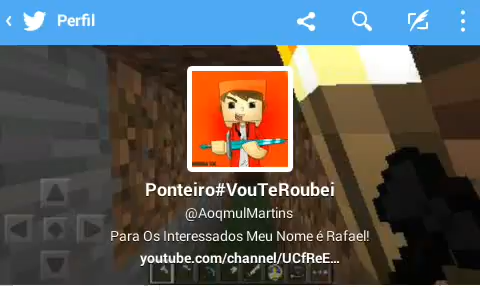 Perfil
Ponteiro#VouTeRoubei
@AoqmulMartins
Para Os Interessados Meu Nome é Rafael!
youtube.com/channel/UCfReE...